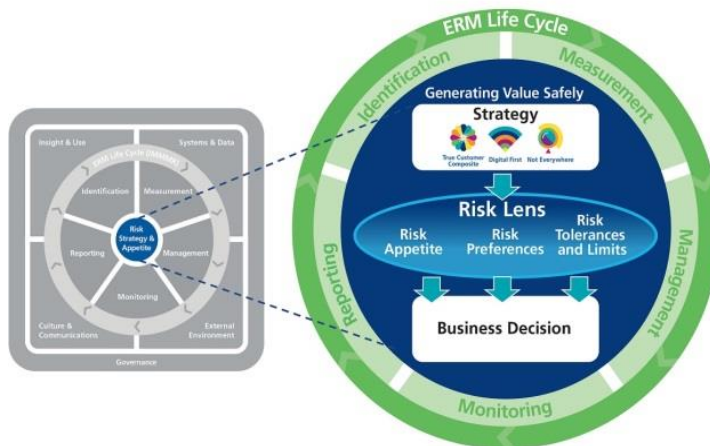 Insight & Use
Systems & Data
ERM Life Cycle (IMMMR)
Identification
Measurement
Risk
Strategy &
Appetite
Reporting
Management
Monitoring
Culture &
Communications
External
Environment
Governance
ERM Life Cycle
Identification
Measurement
Generating Value Safely
Strategy
True Customer
Composite
Digital First
Not Everywhere
Risk Lens
Risk
Appetite
Risk
Preferences
Risk
Tolerances
and Limits
Reporting
Management
Business Decision
Monitoring